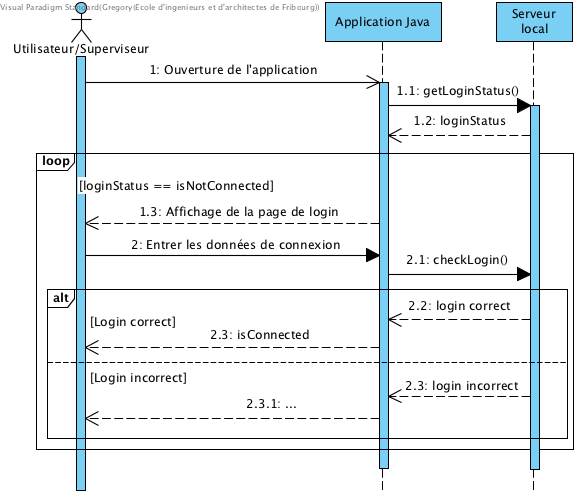 Visual Paradigm Standard(Gregory(Ecole d'ingenieurs et d'architectes de Fribourg))
Utilisateur/Superviseur
Application Java
Serveur
local
1: Ouverture de l'application
1.1: getLoginStatus()
1.2: loginStatus
loop
[loginStatus == isNotConnected]
1.3: Affichage de la page de login
2: Entrer les données de connexion
2.1: checkLogin()
alt
2.2: login correct
[Login correct]
2.3: isConnected
[Login incorrect]
2.3: login incorrect
2.3.1: ...